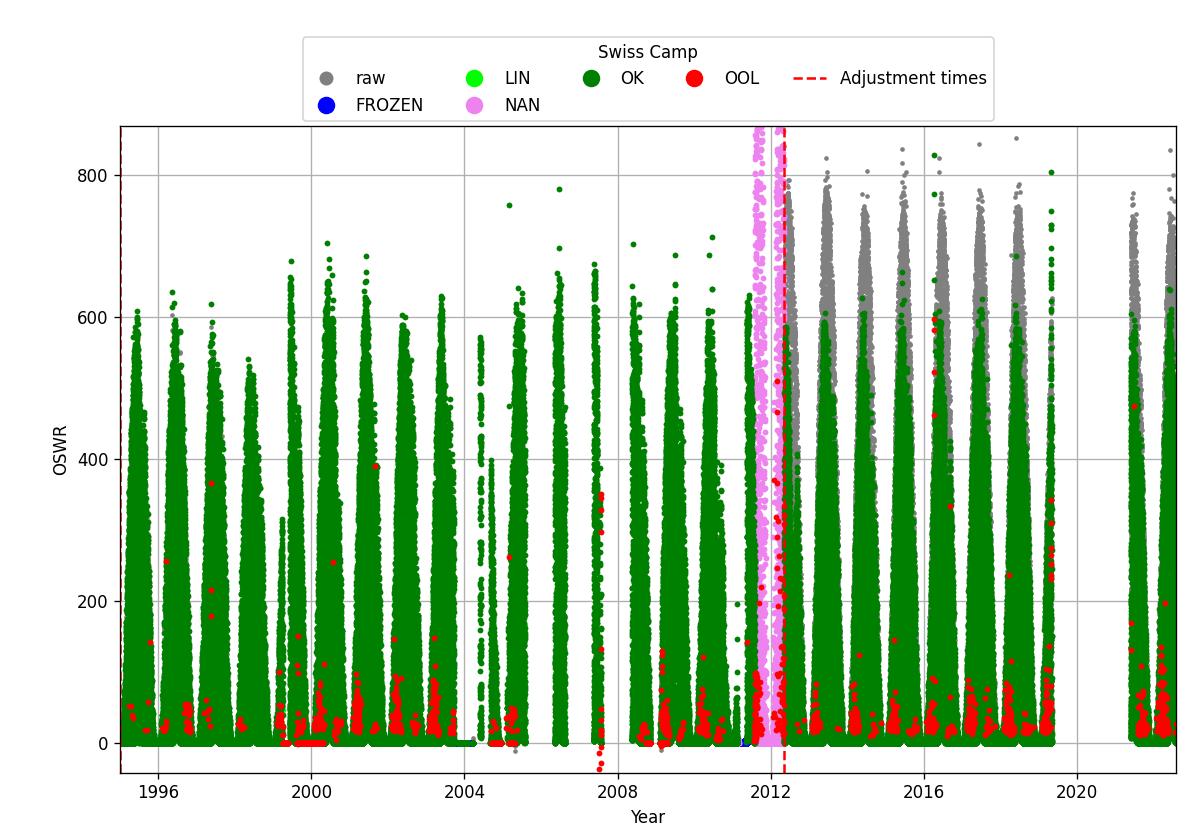 Swiss Camp
raw LIN OK OOL Adjustment times
FROZEN NAN
800
600
400
200
0
OSWR
1996 2000 2004 2008 2012 2016 2020
Year